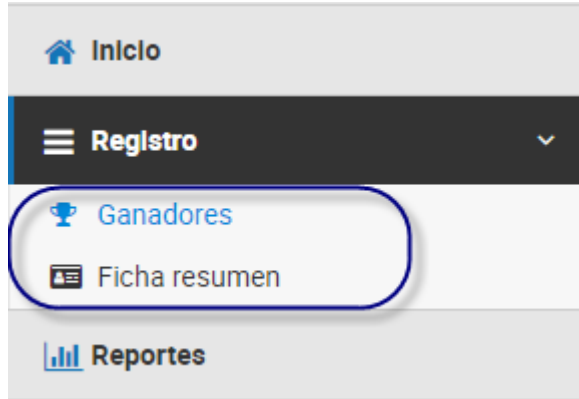 Inicio
Registro
Ganadores
Ficha resumen
Reportes